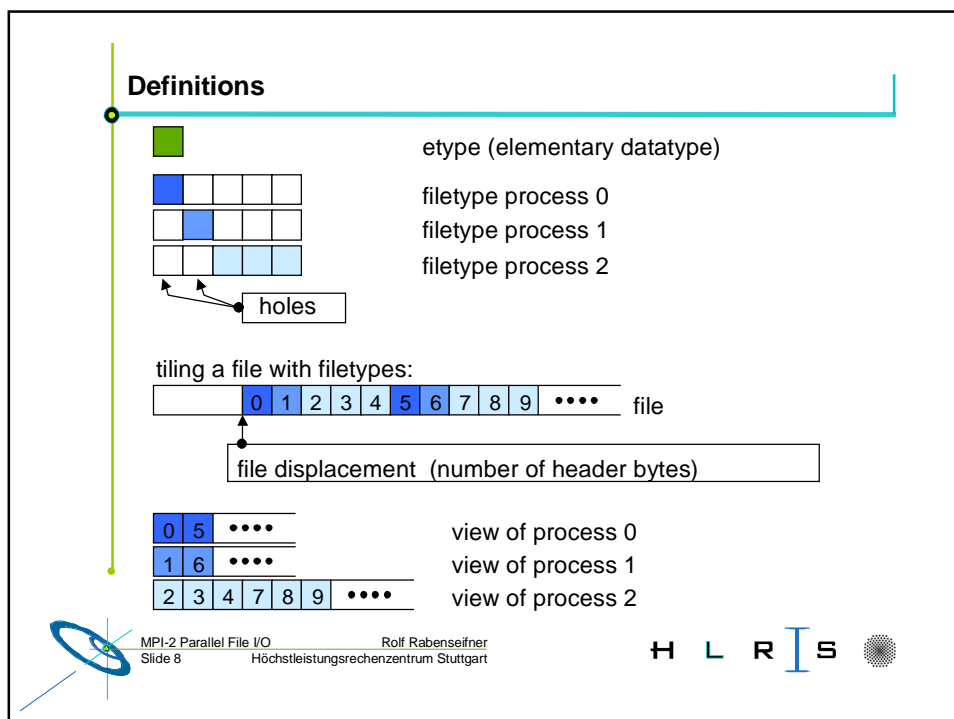 Definitions
etype (elementary datatype)
filetype process 0
filetype process 1
filetype process 2
holes
tiling a file with filetypes:
0 1 2 3 4 5 6 7 8 9 •••• file
file displacement (number of header bytes)
0 5 •••• view of process 0
1 6 •••• view of process 1
2 3 4 7 8 9 •••• view of process 2
MPI-2 Parallel File I/O Rolf Rabenseifner
Slide 8 Höchstleistungsrechenzentrum Stuttgart
H L R I S